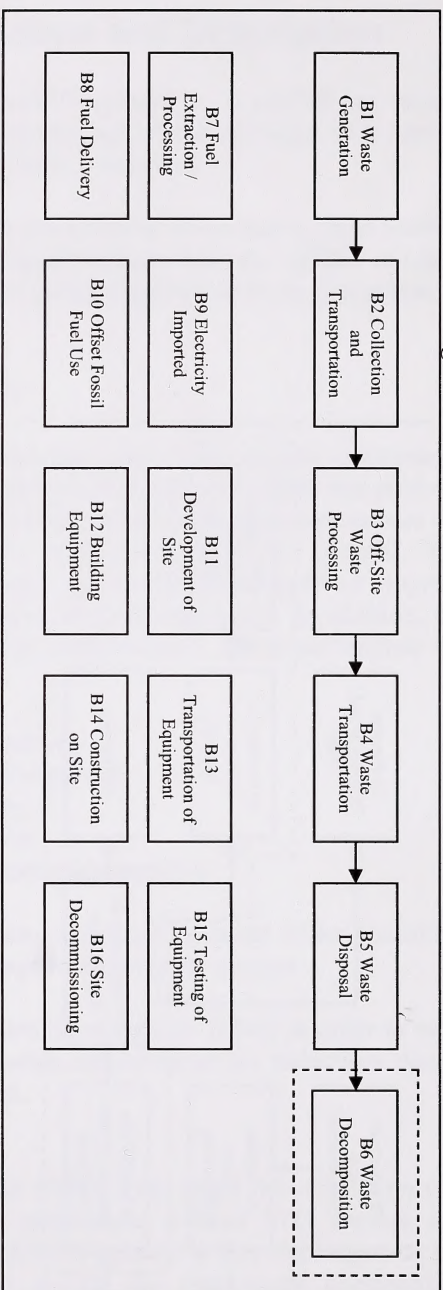 B1 Waste
Generation
B2 Collection
and
Transportation
B3 Off-Site
Waste
Processing
B4 Waste
Transportation
B5 Waste
Disposal
B6 Waste
Decomposition
B7 Fuel
Extraction /
Processing
B9 Electricity
Imported
B11
Development of
Site
B13
Transportation of
Equipment
B15 Testing of
Equipment
B8 Fuel Delivery
B10 Offset Fossil
Fuel Use
B12 Building
Equipment
B14 Construction
on Site
B16 Site
Decommissioning